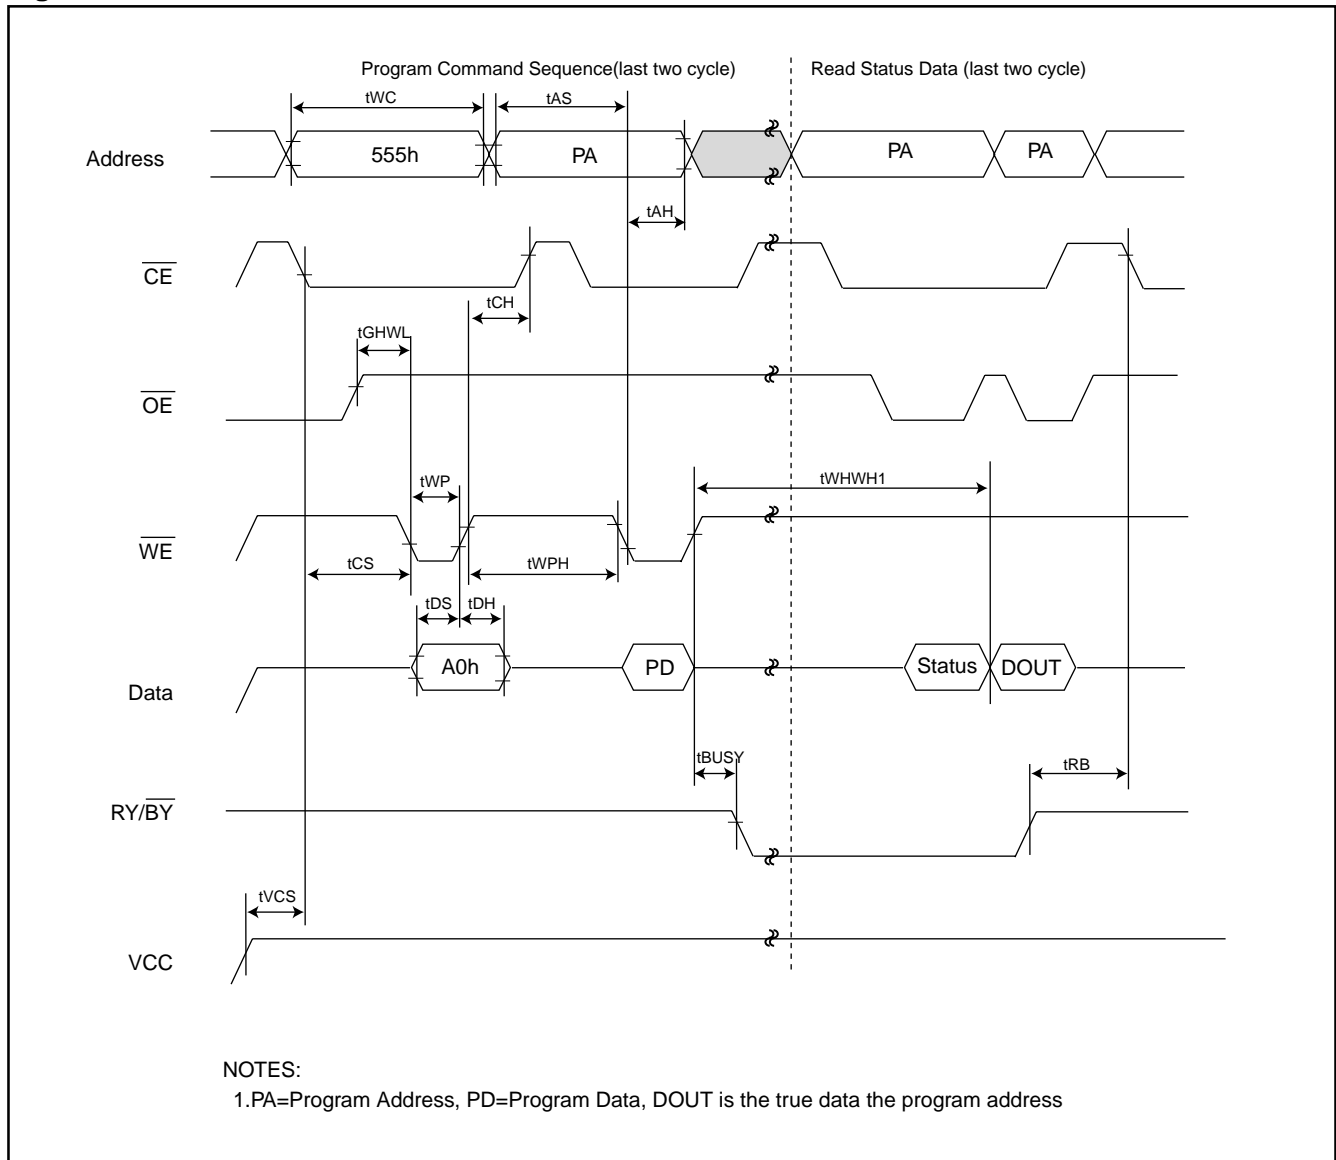 Program Command Sequence(last two cycle)
Read Status Data (last two cycle)
tWC
tAS
Address
555h
PA
PA
PA
tAH
CE
tCH
tGHWL
OE
tWP
tWHWH1
WE
tCS
tWPH
tDS
tDH
Data
A0h
PD
Status
DOUT
tBUSY
tRB
RY/BY
tVCS
VCC
NOTES:
1.PA=Program Address, PD=Program Data, DOUT is the true data the program address